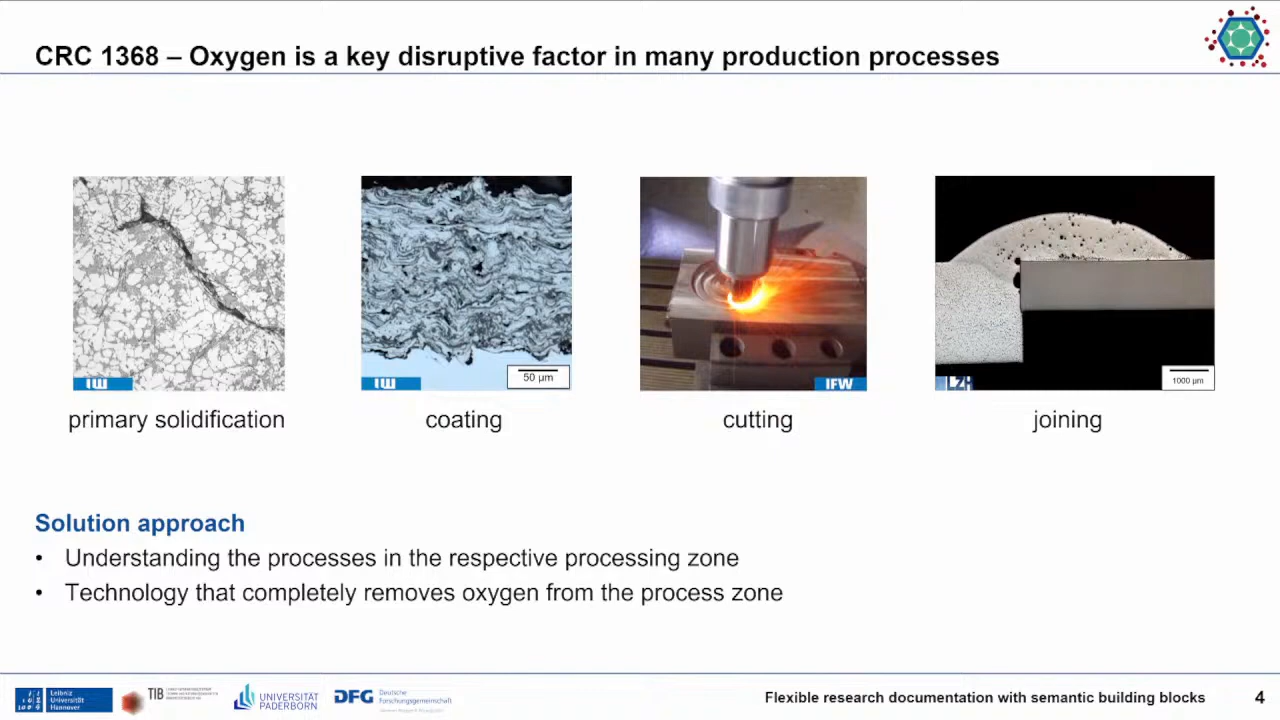 CRC 1368 – Oxygen is a key disruptive factor in many production processes
IW
IW
50 µm
IFW
LZH
1000 µm
primary solidification
coating
cutting
joining
Solution approach
• Understanding the processes in the respective processing zone
• Technology that completely removes oxygen from the process zone
Leibniz
Universität
Hannover
TIB
UNIVERSITÄT
PADERBORN
DFG
Deutsche
Forschungsgemeinschaft
Flexible research documentation with semantic building blocks
4